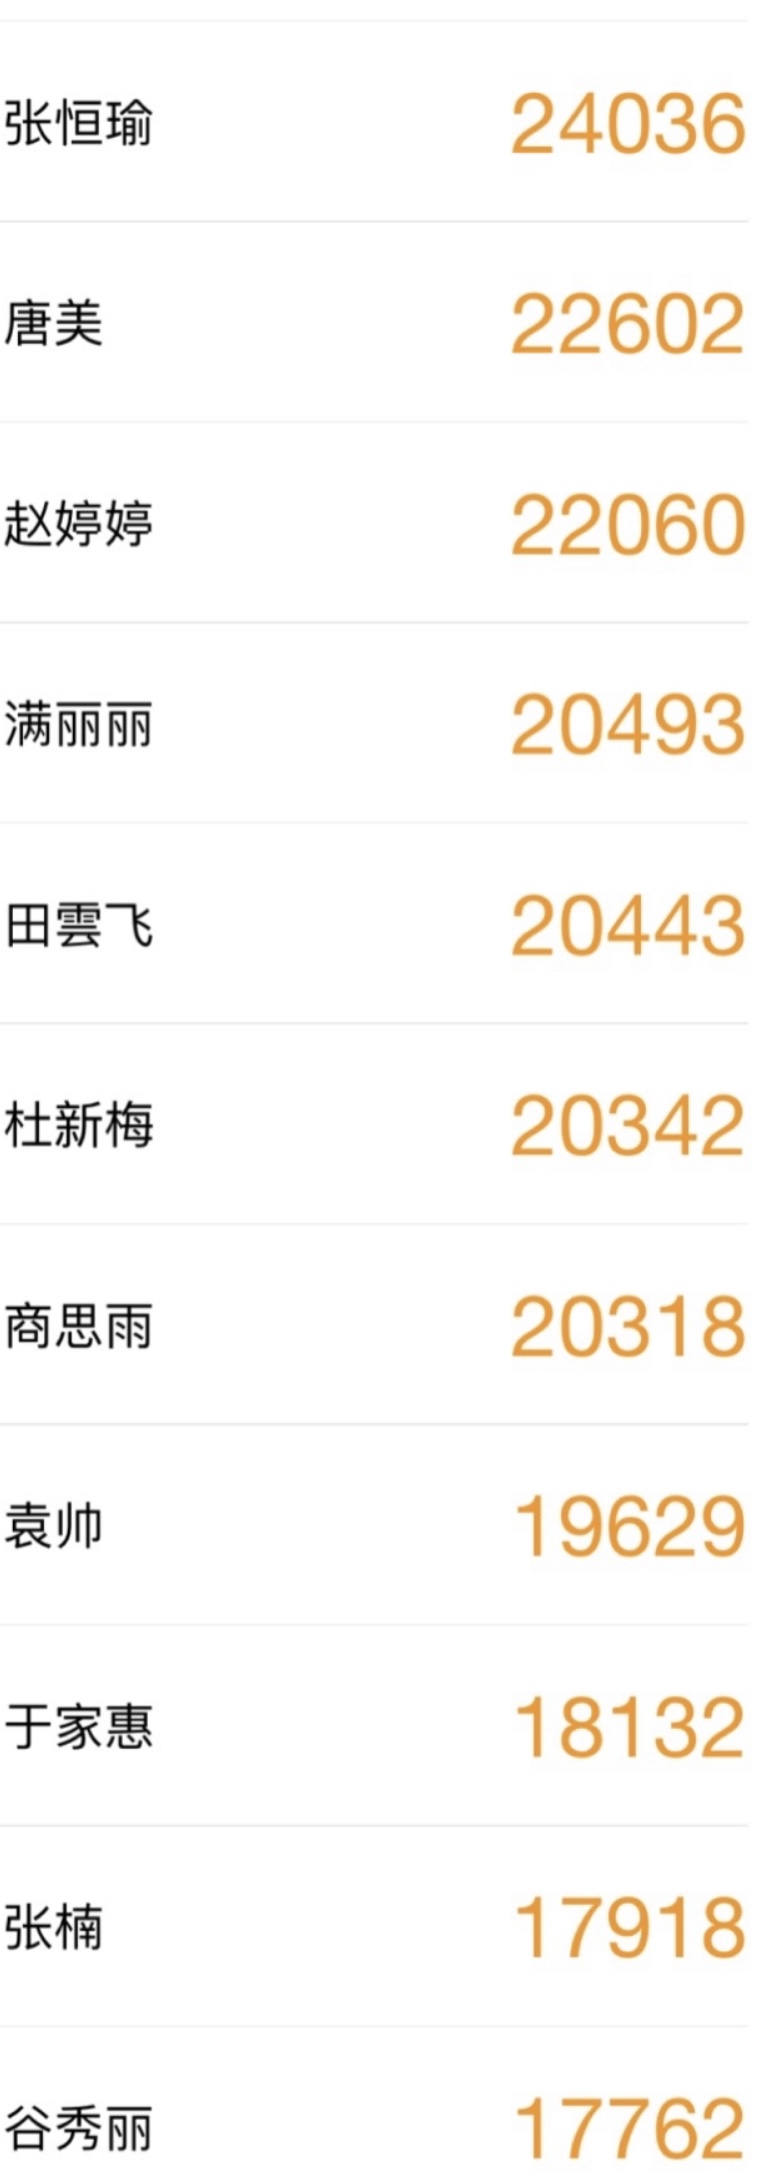 张恒瑜 24036
唐美 22602
赵婷婷 22060
满丽丽 20493
田雲飞 20443
杜新梅 20342
商思雨 20318
袁帅 19629
于家惠 18132
张楠 17918
谷秀丽 17762